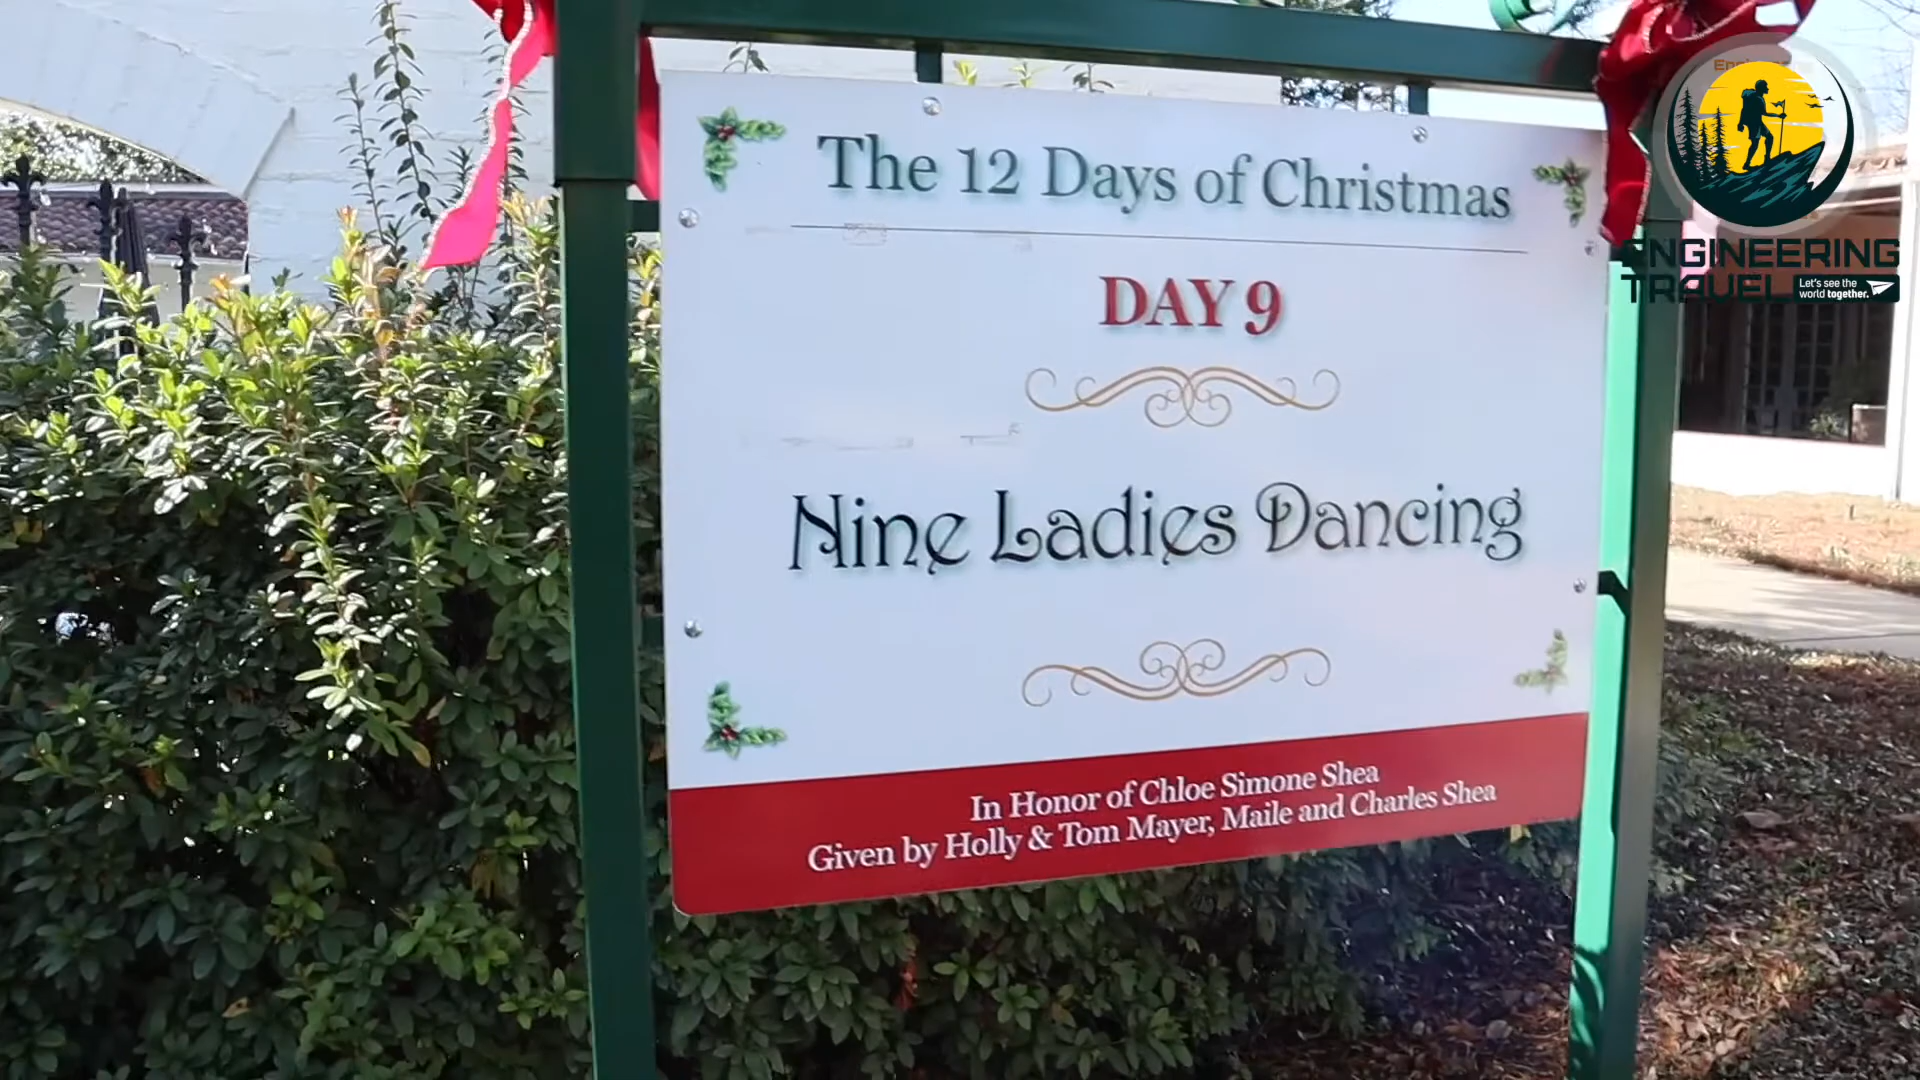 The 12 Days of Christmas
DAY 9
Nine Ladies Dancing
In Honor of Chloe Simone Shea
Given by Holly & Tom Mayer, Maile and Charles Shea
ENGINEERING
TRAVEL
Let's see the
world together.